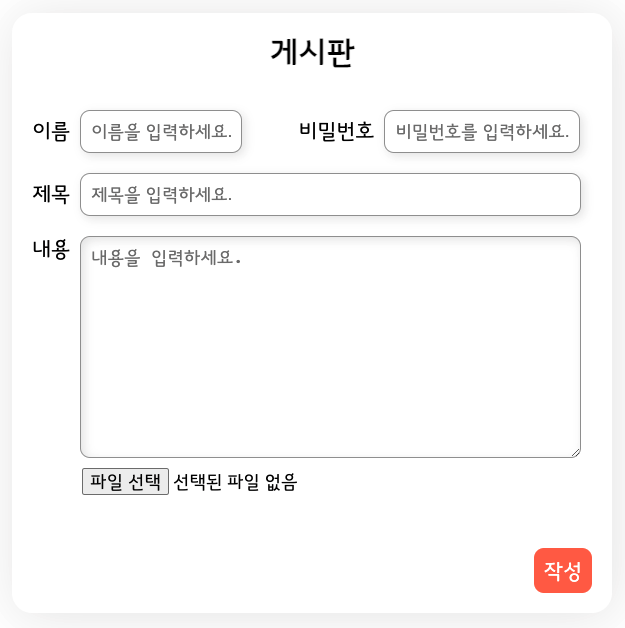 게시판
이름 이름을 입력하세요. 비밀번호 비밀번호를 입력하세요.
제목 제목을 입력하세요.
내용 내용을 입력하세요.
파일 선택 선택된 파일 없음
작성